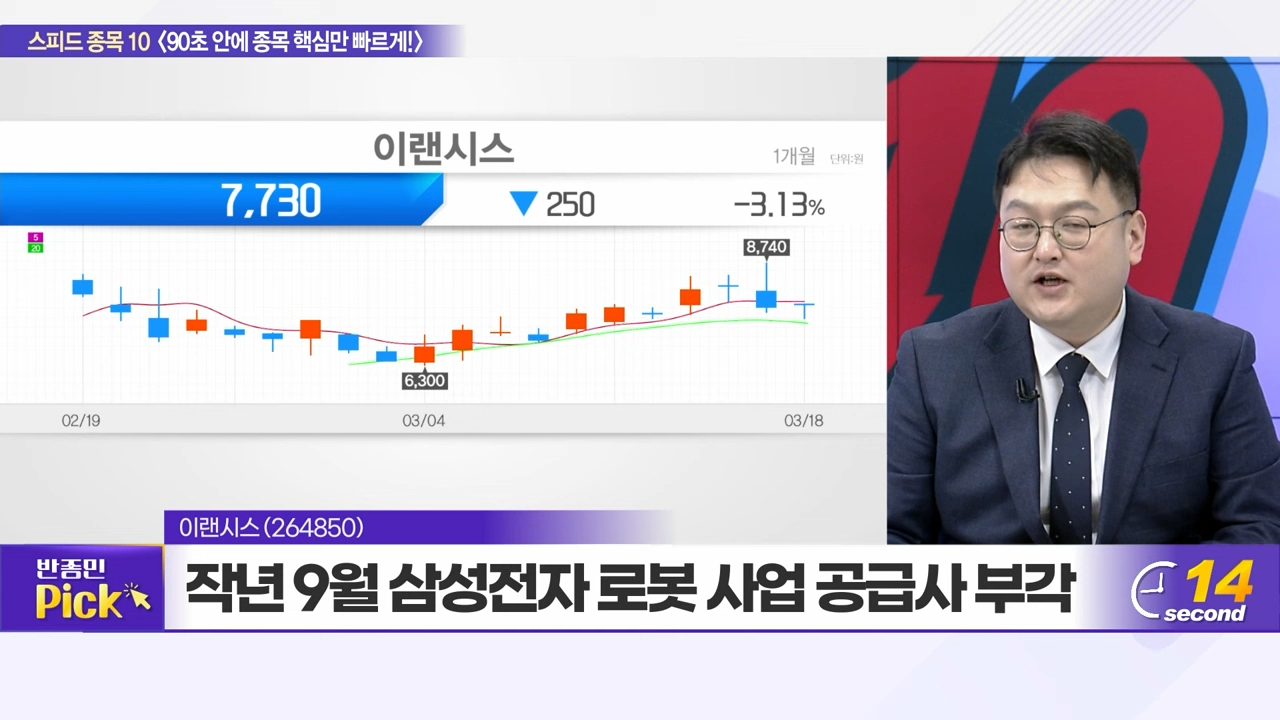 스피드 종목 10 〈90초 안에 종목 핵심만 빠르게!〉
이랜시스
1개월 단위:원
7,730 ▼ 250 -3.13%
5
20
8,740
6,300
02/19 03/04 03/18
이랜시스 (264850)
반종민
Pick
작년 9월 삼성전자 로봇 사업 공급사 부각
14
second